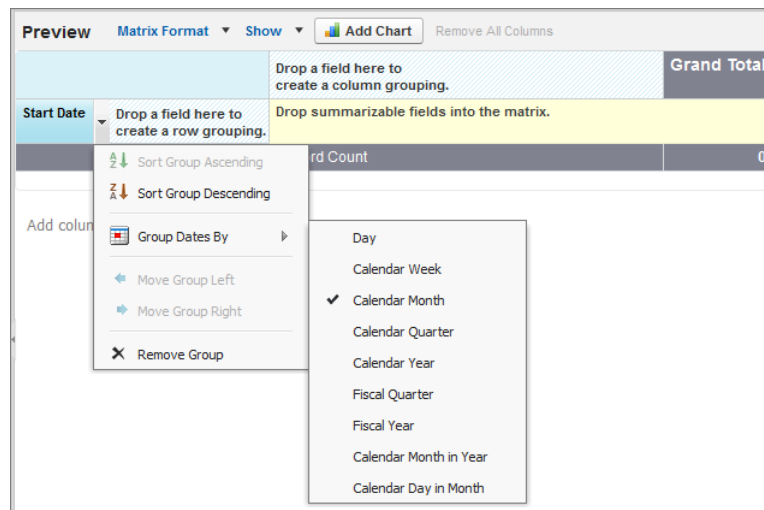 Preview Matrix Format Show Add Chart Remove All Columns
Drop a field here to
create a column grouping.
Grand Total
Start Date
Drop a field here to
create a row grouping.
Drop summarizable fields into the matrix.
rd Count 0
Sort Group Ascending
Sort Group Descending
Add colun
Group Dates By
Move Group Left
Move Group Right
Remove Group
Day
Calendar Week
Calendar Month
Calendar Quarter
Calendar Year
Fiscal Quarter
Fiscal Year
Calendar Month in Year
Calendar Day in Month